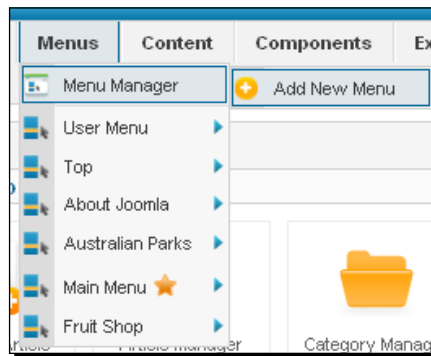 Menus Content Components Ex
Menu Manager Add New Menu
User Menu
Top
About Joomla
Australian Parks
Main Menu
Fruit Shop
Category Manag